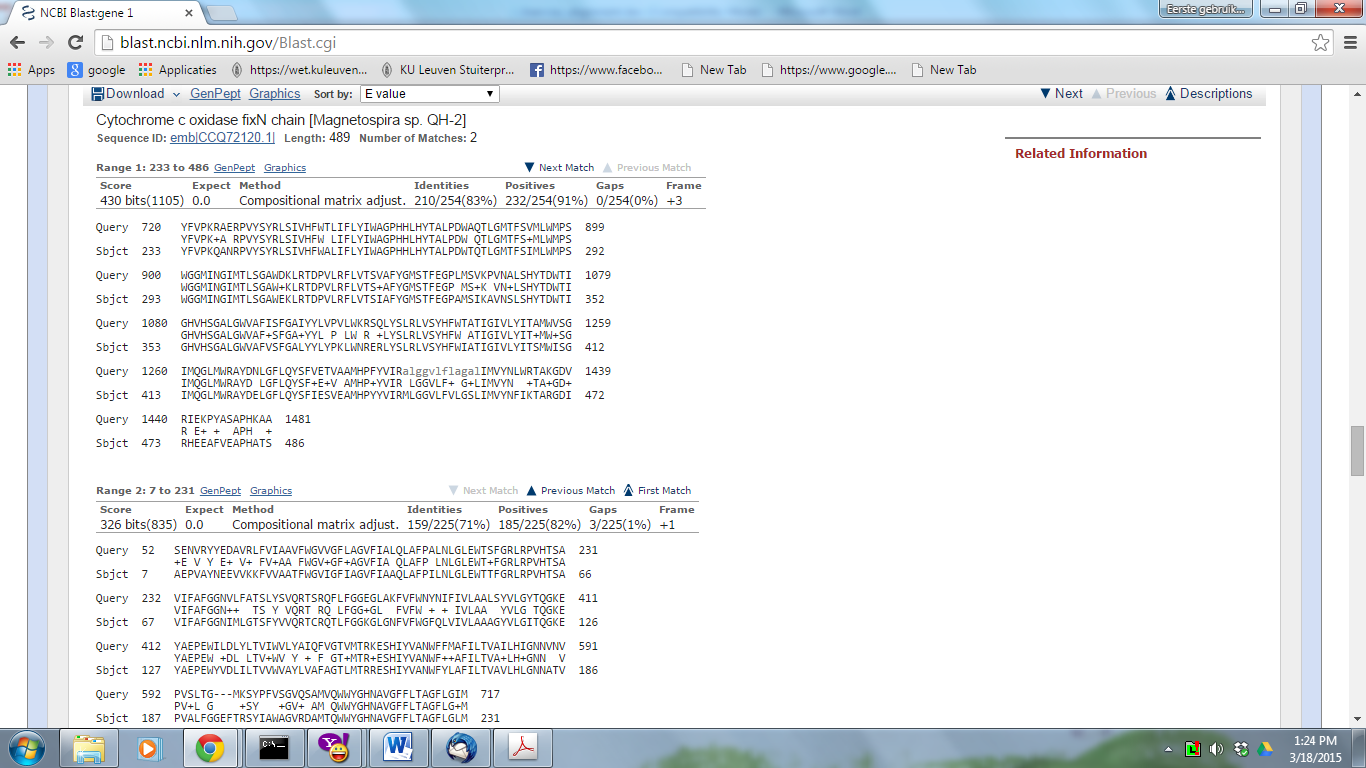 NCBI Blast:gene 1
Eerste gebruik...
blast.ncbi.nlm.nih.gov/Blast.cgi
Apps google Applicaties https://wet.kuleuven... KU Leuven Stuiterpr... https://www.facebo... New Tab https://www.google.... New Tab
Download GenPept Graphics Sort by: E value Next Previous Descriptions
Cytochrome c oxidase fixN chain [Magnetospira sp. QH-2]
Sequence ID: emb|CCQ72120.1| Length: 489 Number of Matches: 2
Related Information
Range 1: 233 to 486 GenPept Graphics Next Match Previous Match
Score Expect Method Identities Positives Gaps Frame
430 bits(1105) 0.0 Compositional matrix adjust. 210/254(83%) 232/254(91%) 0/254(0%) +3
Query 720 YFVPKRAERPVYSYRLSIVHFWTLIFLYIWAGPHHLHYTALPDWAQTLGMTFSVMLWMPS 899
YFVPK+A RPVYSYRLSIVHFW LIFLYIWAGPHHLHYTALPDW QTLGMTFS+MLWMPS
Sbjct 233 YFVPKQANRPVYSYRLSIVHFWALIFLYIWAGPHHLHYTALPDWTQTLGMTFSIMLWMPS 292
Query 900 WGGMINGIMTLSGAWDKLRTDPVLRFLVTSVAFYGMSTFEGPLMSVKPVNALSHYTDWTI 1079
WGGMINGIMTLSGAW+KLRTDPVLRFLVTS+AFYGMSTFEGP MS+K VN+LSHYTDWTI
Sbjct 293 WGGMINGIMTLSGAWEKLRTDPVLRFLVTSIAFYGMSTFEGPAMSIKAVNSLSHYTDWTI 352
Query 1080 GHVHSGALGWVAFISFGAIYYLVPVLWKRSQLYSLRLVSYHFWTATIGIVLYITAMWVSG 1259
GHVHSGALGWVAF+SFGA+YYL P LW R +LYSLRLVSYHFW ATIGIVLYIT+MW+SG
Sbjct 353 GHVHSGALGWVAFVSFGALYYLYPKLWNRERLYSLRLVSYHFWIATIGIVLYITSMWISG 412
Query 1260 IMQGLMWRAYDNLGFLQYSFVETVAAMHPFYVIRalggvlflagalIMVYNLWRTAKGDV 1439
IMQGLMWRAYD LGFLQYSF+E+V AMHP+YVIR LGGVLF+ G+LIMVYN +TA+GD+
Sbjct 413 IMQGLMWRAYDELGFLQYSFIESVEAMHPYYVIRMLGGVLFVLGSLIMVYNFIKTARGDI 472
Query 1440 RIEKPYASAPHKAA 1481
R E+ + APH +
Sbjct 473 RHEEAFVEAPHATS 486
Range 2: 7 to 231 GenPept Graphics Next Match Previous Match First Match
Score Expect Method Identities Positives Gaps Frame
326 bits(835) 0.0 Compositional matrix adjust. 159/225(71%) 185/225(82%) 3/225(1%) +1
Query 52 SENVRYYEDAVRLFVIAAVFWGVVGFLAGVFIALQLAFPALNLGLEWTSFGRLRPVHTSA 231
+E V Y E+ V+ FV+AA FWGV+GF+AGVFIA QLAFP LNLGLEWT+FGRLRPVHTSA
Sbjct 7 AEPVAYNEEVVKKFVVAATFWGVIGFIAGVFIAAQLAFPILNLGLEWTTFGRLRPVHTSA 66
Query 232 VIFAFGGNVLFATSLYSVQRTSRQFLFGGEGLAKFVFWNYNIFIVLAALSYVLGYTQGKE 411
VIFAFGGN++ TS Y VQRT RQ LFGG+GL FVFW + + IVLAA YVLG TQGKE
Sbjct 67 VIFAFGGNIMLGTSFYVVQRTCRQTLFGGKGLGNFVFWGFQLVIVLAAAGYVLGITQGKE 126
Query 412 YAEPEWILDLYLTVIWVLYAIQFVGTVMTRKESHIYVANWFFMAFILTVAILHIGNNVNV 591
YAEPEW +DL LTV+WV Y + F GT+MTR+ESHIYVANWF++AFILTVA+LH+GNN V
Sbjct 127 YAEPEWYVDLILTVVWVAYLVAFAGTLMTRRESHIYVANWFYLAFILTVAVLHLGNNATV 186
Query 592 PVSLTG---MKSYPFVSGVQSAMVQWWYGHNAVGFFLTAGFLGIM 717
PV+L G +SY +GV+ AM QWWYGHNAVGFFLTAGFLG+M
Sbjct 187 PVALFGGEFTRSYIAWAGVRDAMTQWWYGHNAVGFFLTAGFLGLM 231
1:24 PM
3/18/2015